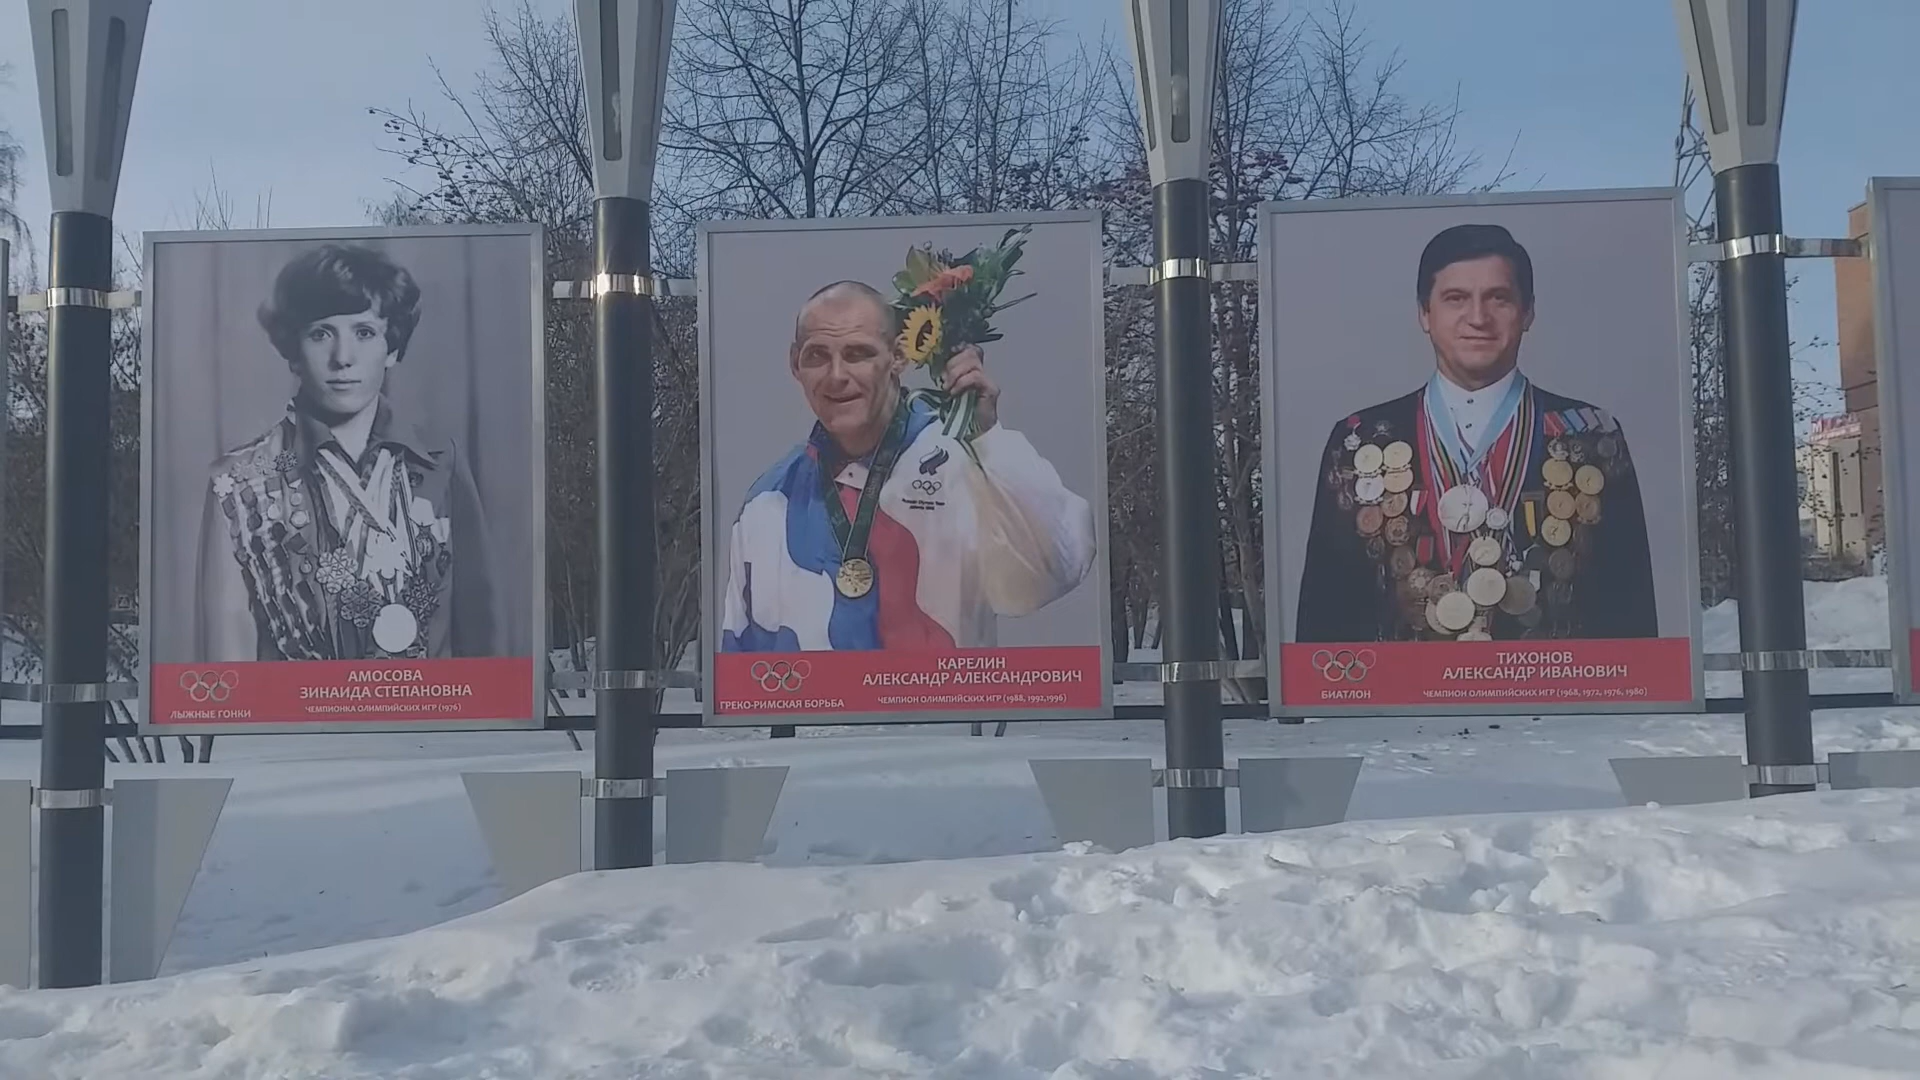 АМОСОВА
ЗИНАИДА СТЕПАНОВНА
ЛЫЖНЫЕ ГОНКИ
ЧЕМПИОНКА ОЛИМПИЙСКИХ ИГР (1976)
КАРЕЛИН
АЛЕКСАНДР АЛЕКСАНДРОВИЧ
ГРЕКО-РИМСКАЯ БОРЬБА
ЧЕМПИОН ОЛИМПИЙСКИХ ИГР (1988, 1992,1996)
ТИХОНОВ
АЛЕКСАНДР ИВАНОВИЧ
БИАТЛОН
ЧЕМПИОН ОЛИМПИЙСКИХ ИГР (1968, 1972, 1976, 1980)